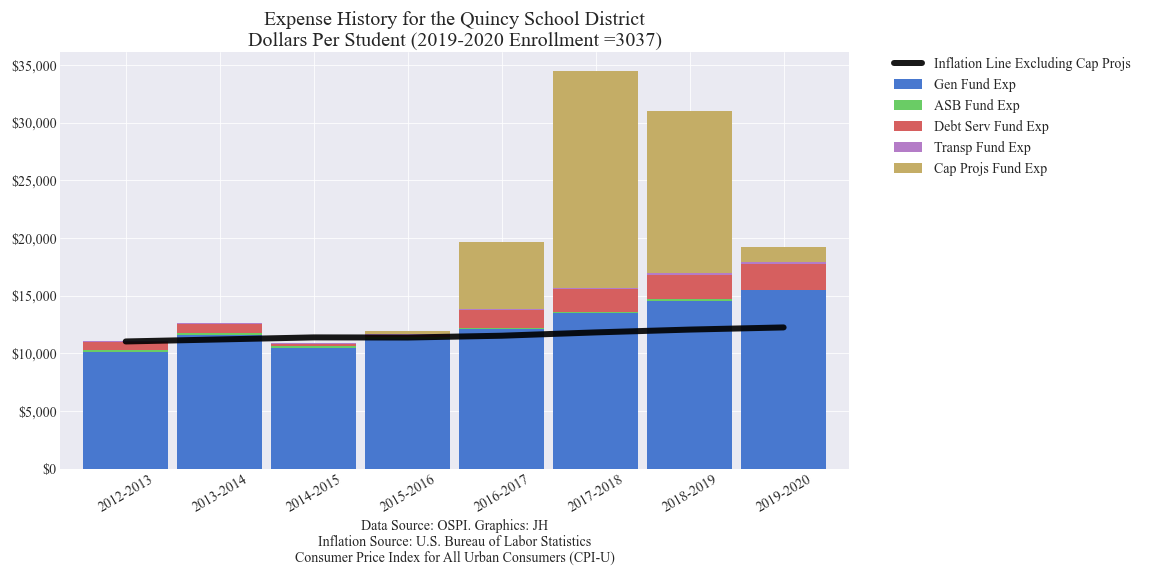 Expense History for the Quincy School District
Dollars Per Student (2019-2020 Enrollment =3037)
$35,000
$30,000
$25,000
$20,000
$15,000
$10,000
$5,000
$0
Inflation Line Excluding Cap Projs
Gen Fund Exp
ASB Fund Exp
Debt Serv Fund Exp
Transp Fund Exp
Cap Projs Fund Exp
2012-2013
2013-2014
2014-2015
2015-2016
2016-2017
2017-2018
2018-2019
2019-2020
Data Source: OSPI. Graphics: JH
Inflation Source: U.S. Bureau of Labor Statistics
Consumer Price Index for All Urban Consumers (CPI-U)